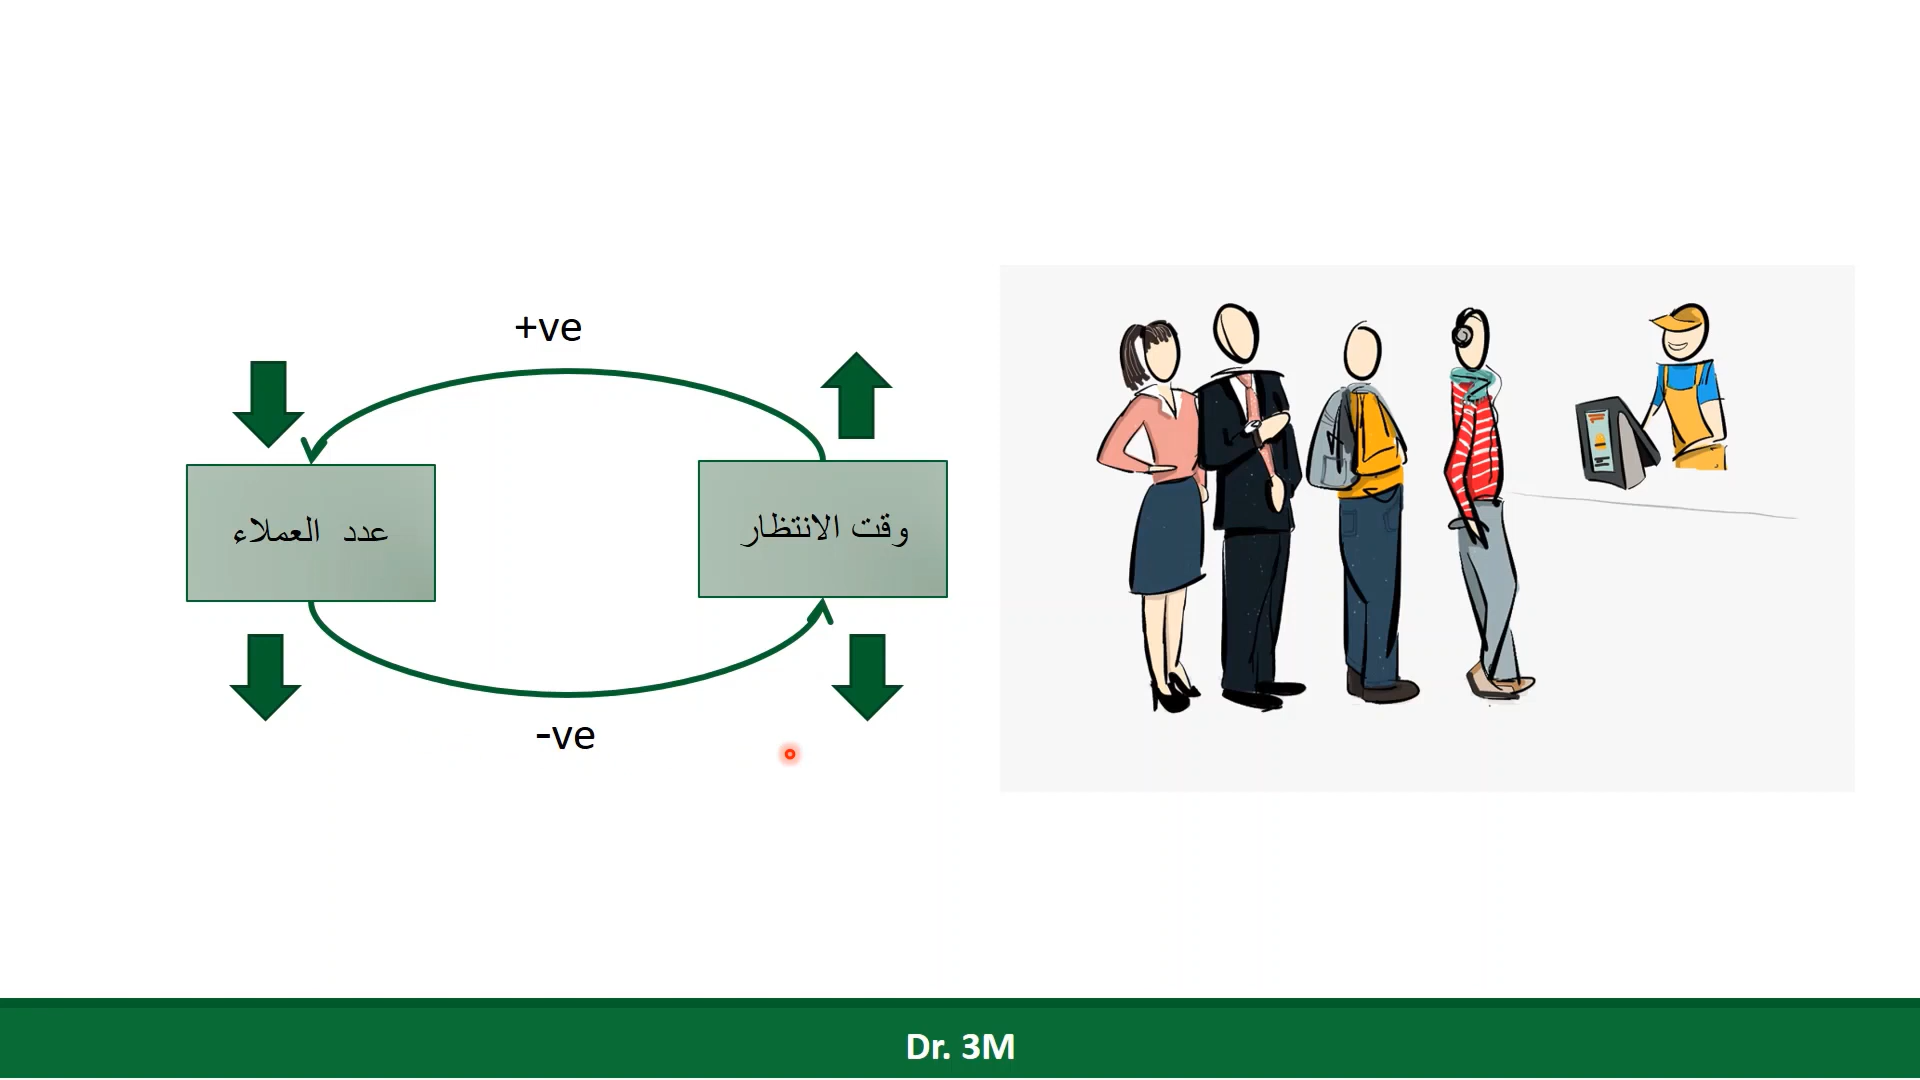 +ve
عدد العملاء
وقت الانتظار
-ve
Dr. 3M